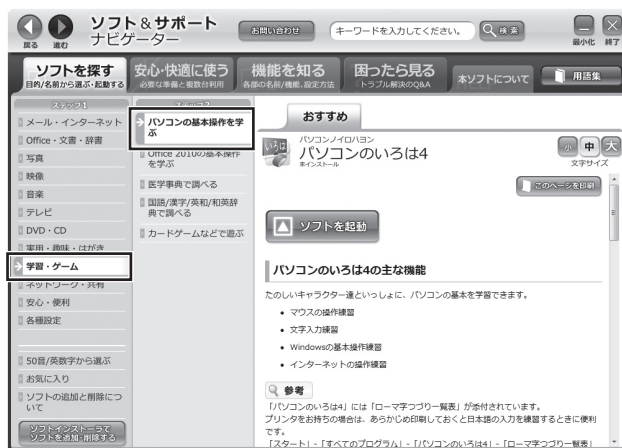 戻る
進む
ソフト&サポート
ナビゲーター
お問い合わせ
キーワードを入力してください。
検索
最小化
終了
ソフトを探す
目的/名前から選ぶ・起動する
安心・快適に使う
必要な準備と複数台利用
機能を知る
各部の名前/機能、設定方法
困ったら見る
トラブル解決のQ&A
本ソフトについて
用語集
ステップ1
メール・インターネット
Office・文書・辞書
写真
映像
音楽
テレビ
DVD・CD
実用・趣味・はがき
学習・ゲーム
ネットワーク・共有
安心・便利
各種設定
50音/英数字から選ぶ
お気に入り
ソフトの追加と削除につ
いて
ソフトインストーラで
ソフトを追加・削除する
ステップ2
パソコンの基本操作を学
ぶ
Office 2010の基本操作
を学ぶ
医学事典で調べる
国語/漢字/英和/和英辞
典で調べる
カードゲームなどで遊ぶ
おすすめ
いろは
パソコンノイロハヨン
パソコンのいろは4
未インストール
小 中 大
文字サイズ
このページを印刷
ソフトを起動
パソコンのいろは4の主な機能
たのしいキャラクター達といっしょに、パソコンの基本を学習できます。
• マウスの操作練習
• 文字入力練習
• Windowsの基本操作練習
• インターネットの操作練習
参考
「パソコンのいろは4」には「ローマ字つづり一覧表」が添付されています。
プリンタをお持ちの場合は、あらかじめ印刷しておくと日本語の入力を練習するときに便利
です。
「スタート」-「すべてのプログラム」-「パソコンのいろは4」-「ローマ字つづり一覧表」